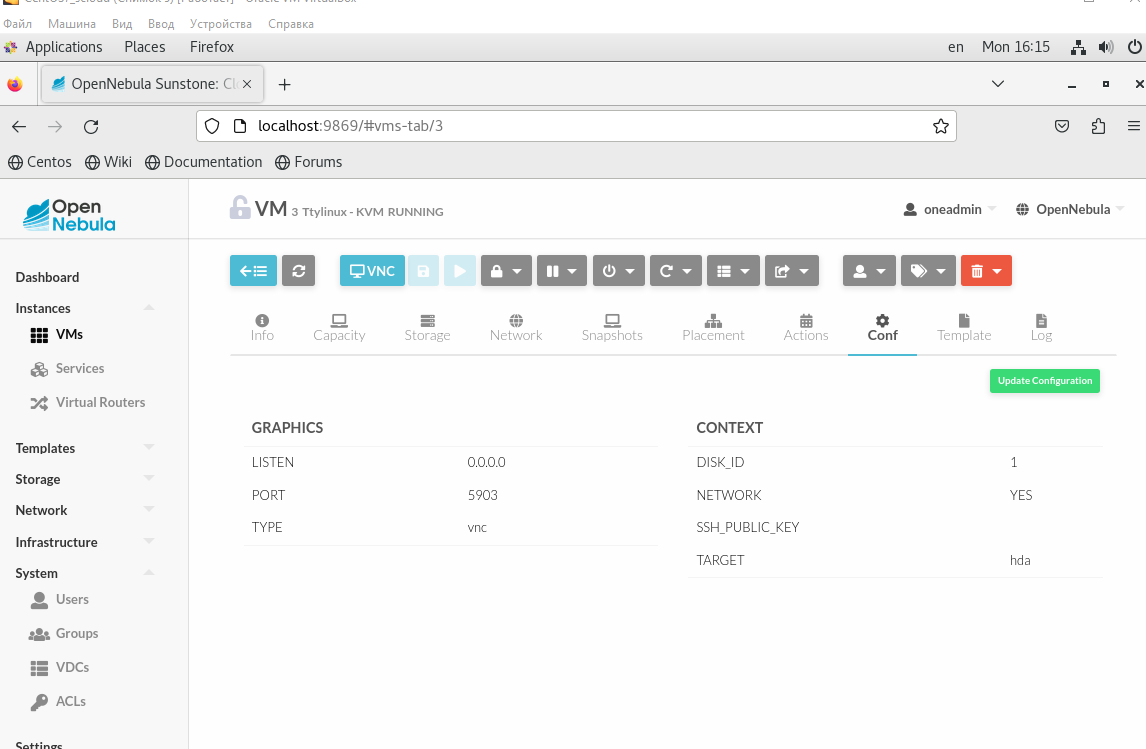 Файл Машина Вид Ввод Устройства Справка
Applications Places Firefox en Mon 16:15
OpenNebula Sunstone: Cl
localhost:9869/#vms-tab/3
Centos Wiki Documentation Forums
Open
Nebula
VM 3 Ttylinux - KVM RUNNING
oneadmin OpenNebula
VNC
Dashboard
Instances
VMs
Services
Virtual Routers
Templates
Storage
Network
Infrastructure
System
Users
Groups
VDCs
ACLs
Settings
Info Capacity Storage Network Snapshots Placement Actions Conf Template Log
Update Configuration
GRAPHICS
LISTEN 0.0.0.0
PORT 5903
TYPE vnc
CONTEXT
DISK_ID 1
NETWORK YES
SSH_PUBLIC_KEY
TARGET hda